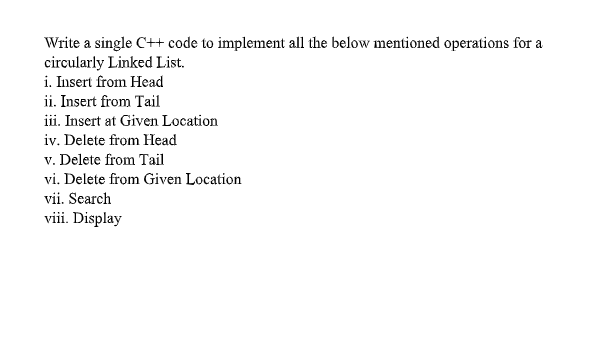 Write a single C++ code to implement all the below mentioned operations for a
circularly Linked List.
i. Insert from Head
ii. Insert from Tail
iii. Insert at Given Location
iv. Delete from Head
v. Delete from Tail
vi. Delete from Given Location
vii. Search
viii. Display